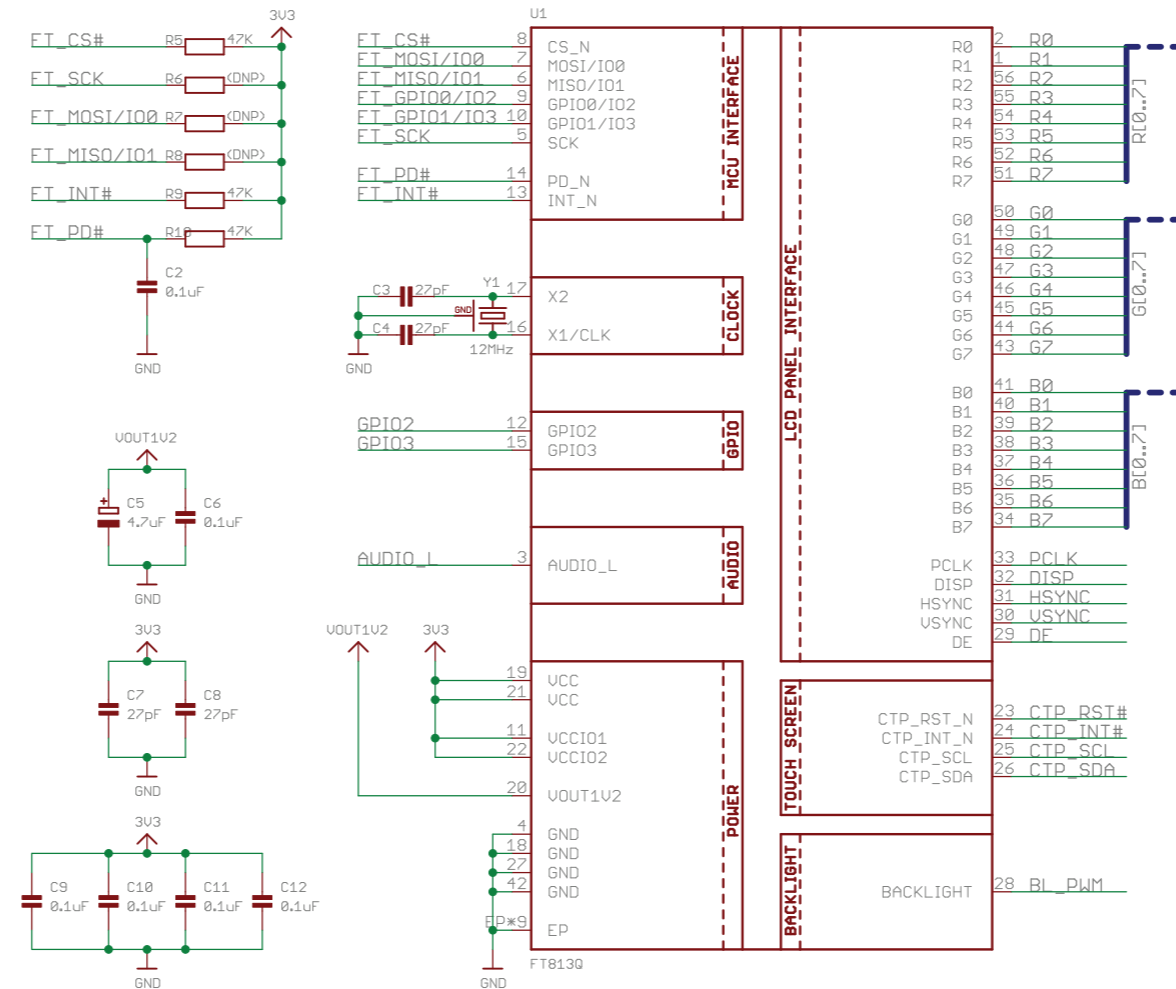 3V3
FT_CS# R5 47K
FT_SCK R6 (DNP)
FT_MOSI/IO0 R7 (DNP)
FT_MISO/IO1 R8 (DNP)
FT_INT# R9 47K
FT_PD# R10 47K
C2
0.1uF
GND
VOUT1V2
C5
4.7uF
C6
0.1uF
GND
3V3
C7
27pF
C8
27pF
GND
3V3
C9
0.1uF
C10
0.1uF
C11
0.1uF
C12
0.1uF
GND
U1
FT_CS# 8 CS_N
FT_MOSI/IO0 7 MOSI/IO0
FT_MISO/IO1 6 MISO/IO1
FT_GPIO0/IO2 9 GPIO0/IO2
FT_GPIO1/IO3 10 GPIO1/IO3
FT_SCK 5 SCK
FT_PD# 14 PD_N
FT_INT# 13 INT_N
MCU INTERFACE
C3 27pF
Y1
17 X2
GND
C4 27pF
16 X1/CLK
12MHz
GND
CLOCK
GPIO2 12 GPIO2
GPIO3 15 GPIO3
GPIO
AUDIO_L 3 AUDIO_L
AUDIO
VOUT1V2
3V3
19 VCC
21 VCC
11 VCCIO1
22 VCCIO2
20 VOUT1V2
4 GND
18 GND
27 GND
42 GND
EP*9 EP
POWER
GND
FT813Q
LCD PANEL INTERFACE
R0 2 R0
R1 1 R1
R2 56 R2
R3 55 R3
R4 54 R4
R5 53 R5
R6 52 R6
R7 51 R7
R[0..7]
G0 50 G0
G1 49 G1
G2 48 G2
G3 47 G3
G4 46 G4
G5 45 G5
G6 44 G6
G7 43 G7
G[0..7]
B0 41 B0
B1 40 B1
B2 39 B2
B3 38 B3
B4 37 B4
B5 36 B5
B6 35 B6
B7 34 B7
B[0..7]
PCLK 33 PCLK
DISP 32 DISP
HSYNC 31 HSYNC
VSYNC 30 VSYNC
DE 29 DE
TOUCH SCREEN
CTP_RST_N 23 CTP_RST#
CTP_INT_N 24 CTP_INT#
CTP_SCL 25 CTP_SCL
CTP_SDA 26 CTP_SDA
BACKLIGHT
BACKLIGHT 28 BL_PWM